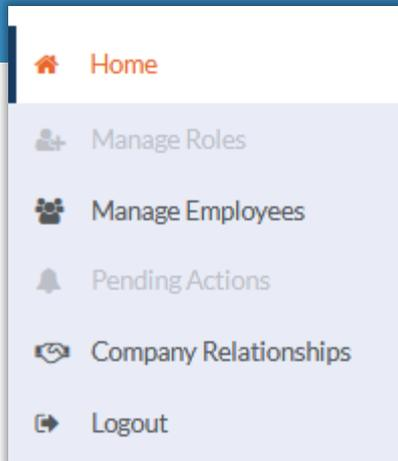 Home
Manage Roles
Manage Employees
Pending Actions
Company Relationships
Logout